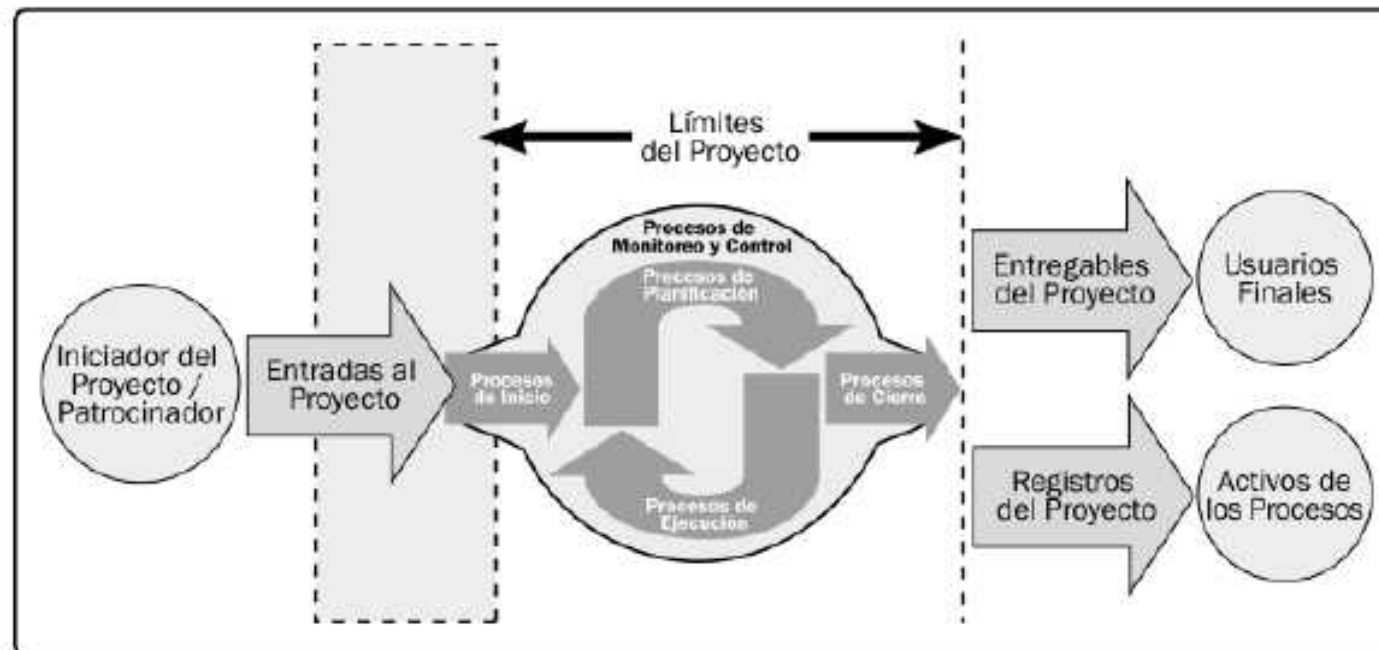 Límites
del Proyecto
Procesos de
Monitoreo y Control
Procesos de
Planificación
Iniciador del
Proyecto /
Patrocinador
Entradas al
Proyecto
Procesos
de Inicio
Procesos
de Cierre
Procesos de
Ejecución
Entregables
del Proyecto
Usuarios
Finales
Registros
del Proyecto
Activos de
los Procesos